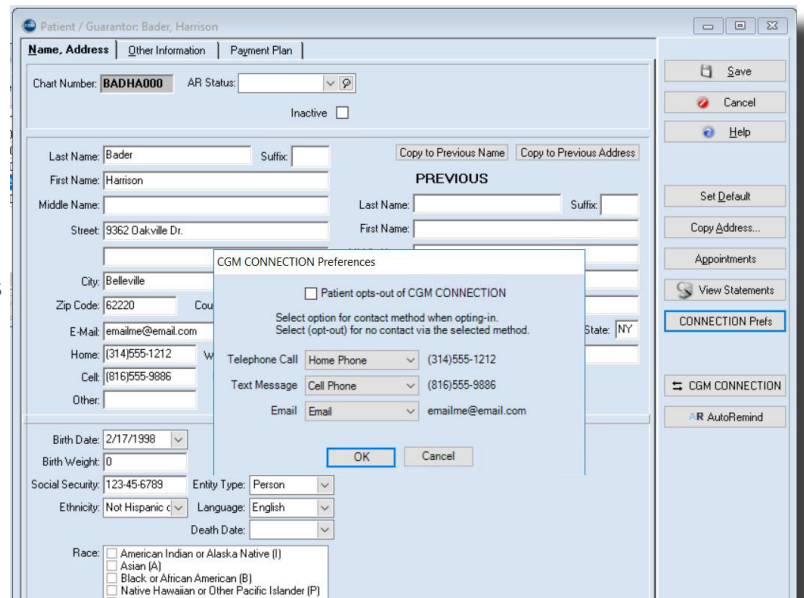 Patient / Guarantor: Bader, Harrison
Name, Address Other Information Payment Plan
Chart Number: BADHA000 AR Status:
Inactive
Last Name: Bader Suffix:
First Name: Harrison
Middle Name:
Street: 9362 Oakville Dr.
City: Belleville
Zip Code: 62220
E-Mail: emailme@email.com
Home: (314)555-1212
Cell: (816)555-9886
Other:
Copy to Previous Name Copy to Previous Address
PREVIOUS
Last Name: Suffix:
First Name:
State: NY
CGM CONNECTION Preferences
Patient opts-out of CGM CONNECTION
Select option for contact method when opting-in.
Select (opt-out) for no contact via the selected method.
Telephone Call Home Phone (314)555-1212
Text Message Cell Phone (816)555-9886
Email Email emailme@email.com
OK Cancel
Birth Date: 2/17/1998
Birth Weight: 0
Social Security: 123-45-6789 Entity Type: Person
Ethnicity: Not Hispanic Language: English
Death Date:
Race: American Indian or Alaska Native (I)
Asian (A)
Black or African American (B)
Native Hawaiian or Other Pacific Islander (P)
Save
Cancel
Help
Set Default
Copy Address...
Appointments
View Statements
CONNECTION Prefs
CGM CONNECTION
AR AutoRemind